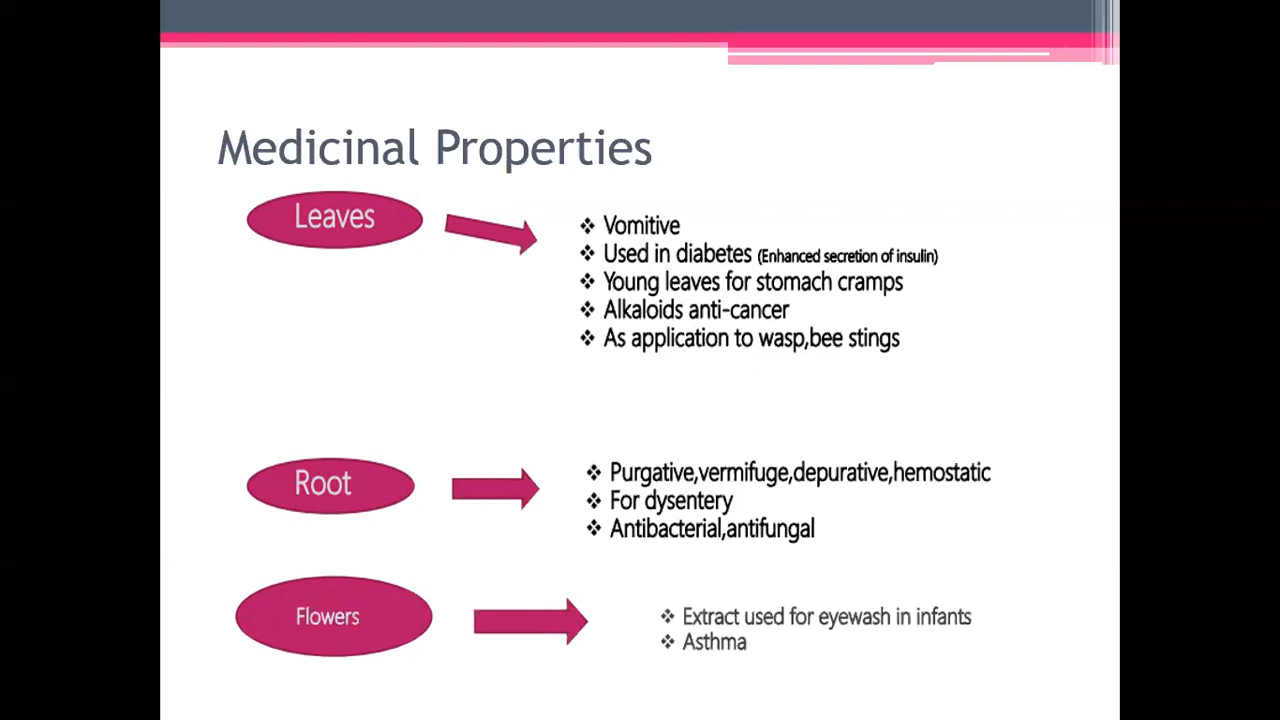 Medicinal Properties
Leaves
❖ Vomitive
❖ Used in diabetes (Enhanced secretion of insulin)
❖ Young leaves for stomach cramps
❖ Alkaloids anti-cancer
❖ As application to wasp,bee stings
Root
❖ Purgative,vermifuge,depurative,hemostatic
❖ For dysentery
❖ Antibacterial,antifungal
Flowers
❖ Extract used for eyewash in infants
❖ Asthma